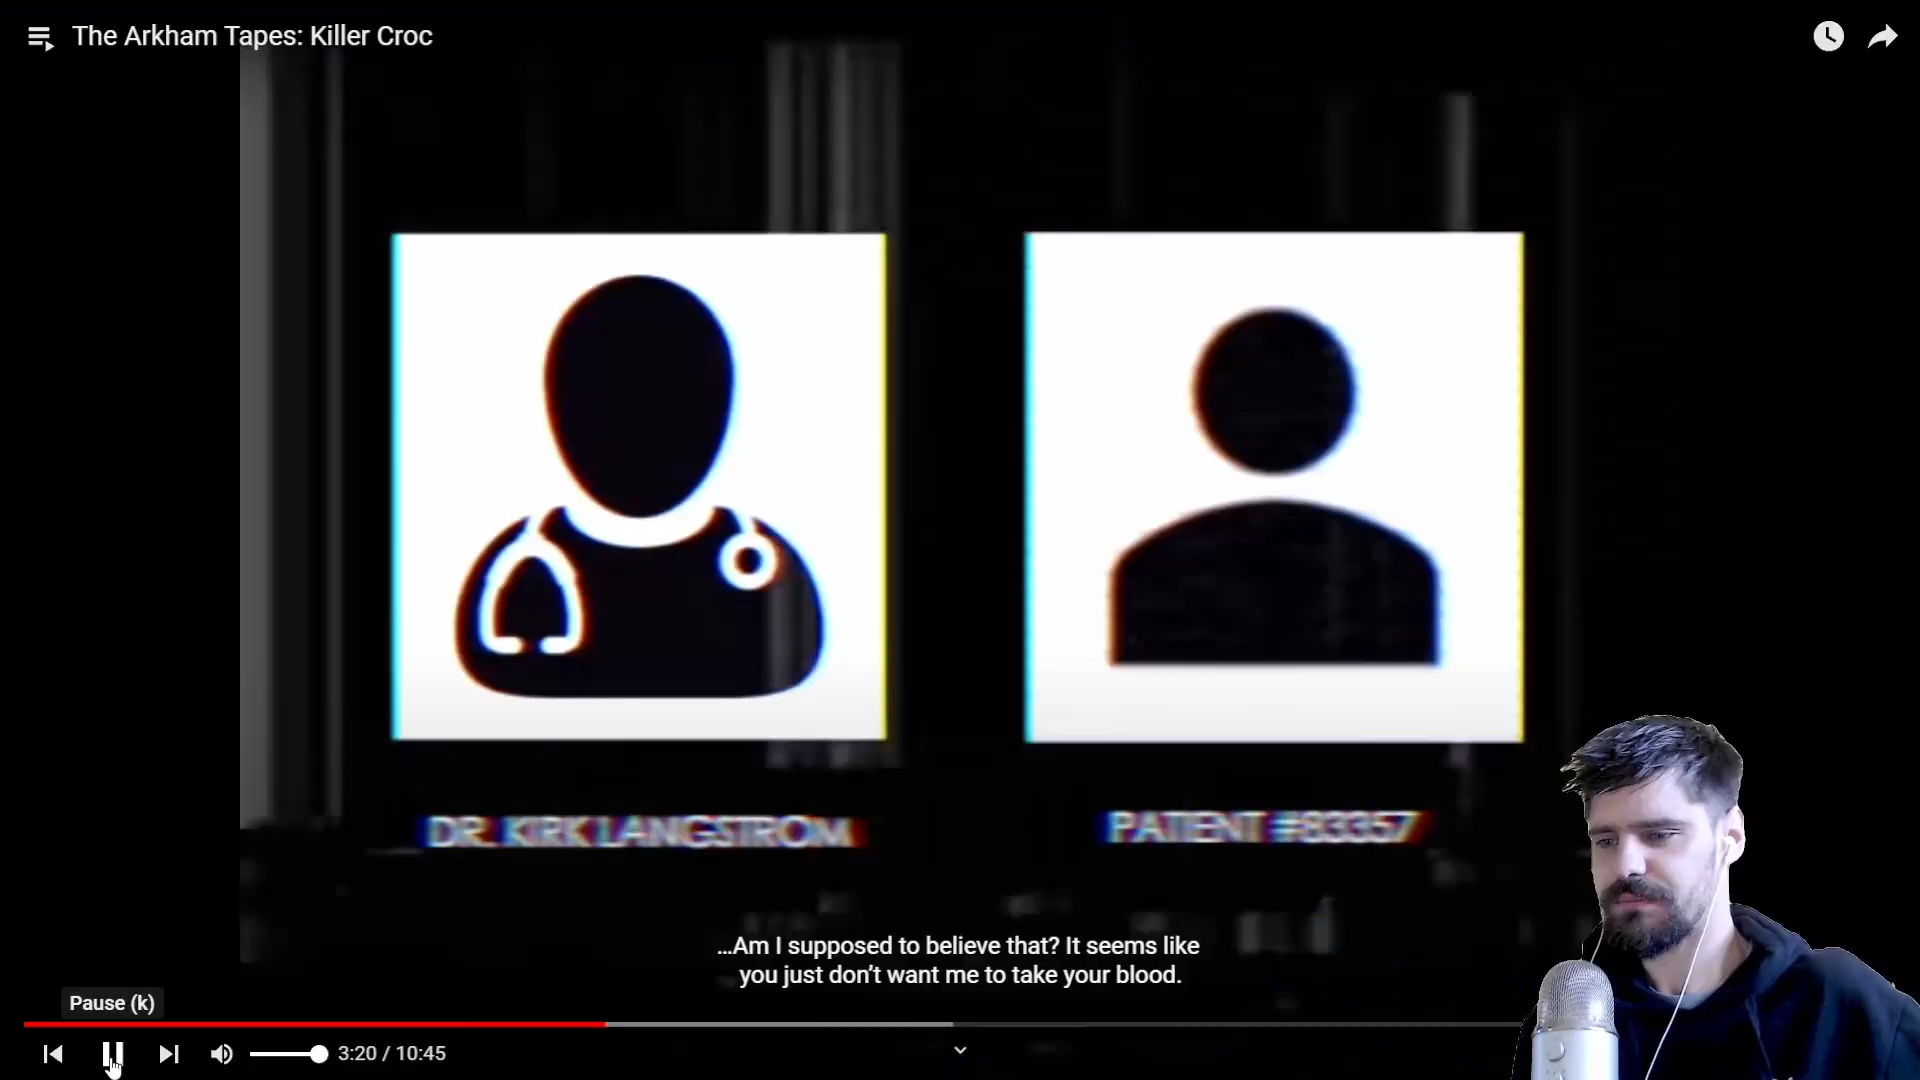 The Arkham Tapes: Killer Croc
DR. KIRK LANGSTROM
PATIENT #83357
...Am I supposed to believe that? It seems like
you just don't want me to take your blood.
Pause (k)
3:20 / 10:45